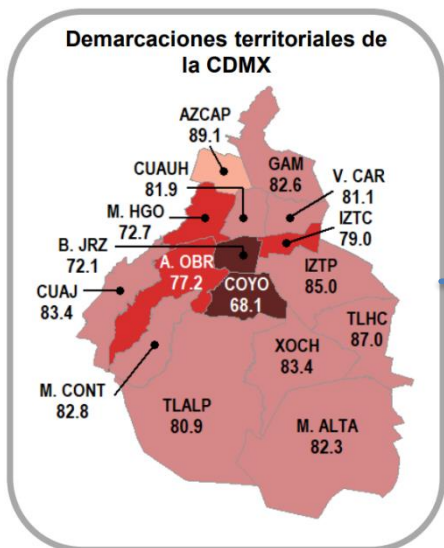 Demarcaciones territoriales de
la CDMX
AZCAP
89.1
GAM
82.6
CUAUH
81.9
V. CAR
81.1
M. HGO
72.7
IZTC
79.0
B. JRZ
72.1
A. OBR
77.2
COYO
68.1
IZTP
85.0
CUAJ
83.4
TLHC
87.0
XOCH
83.4
M. CONT
82.8
TLALP
80.9
M. ALTA
82.3